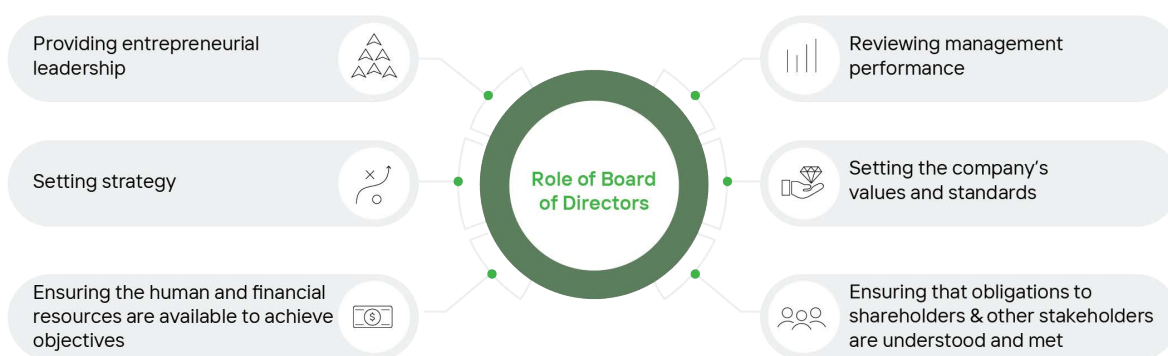 Providing entrepreneurial
leadership
Setting strategy
Ensuring the human and financial
resources are available to achieve
objectives
Role of Board
of Directors
Reviewing management
performance
Setting the company's
values and standards
Ensuring that obligations to
shareholders & other stakeholders
are understood and met